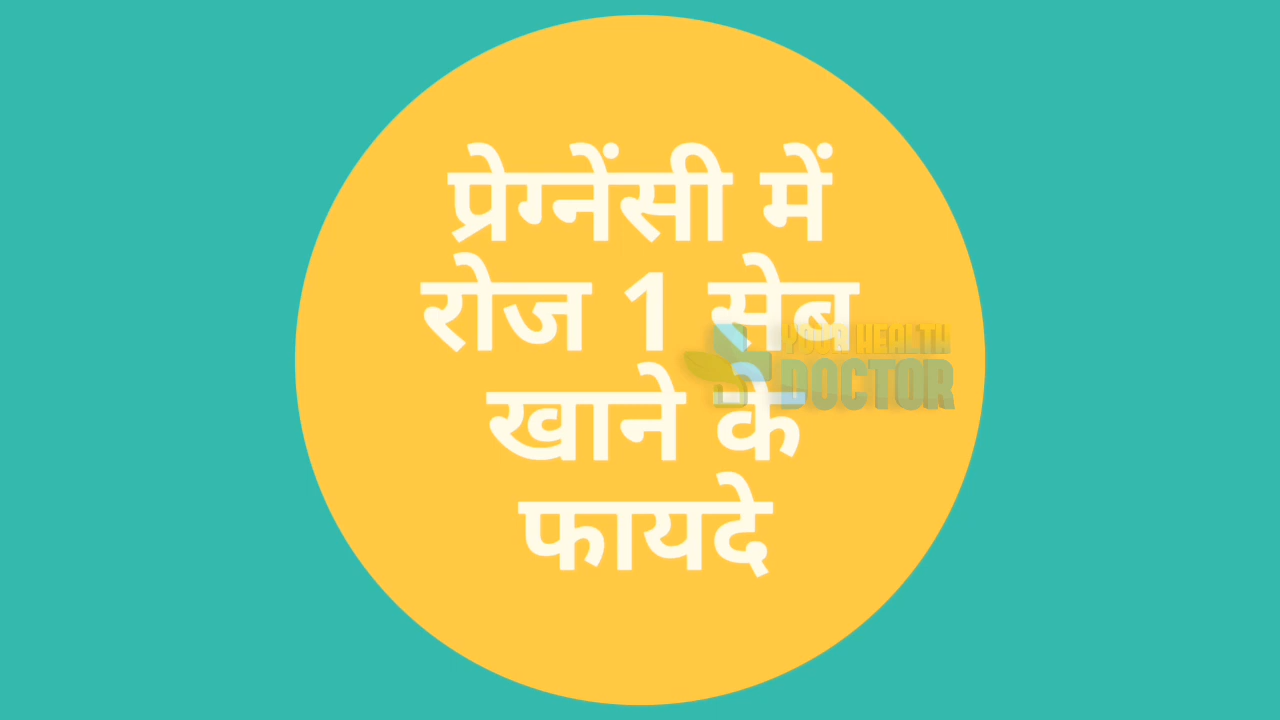 प्रेग्नेंसी में
रोज 1 सेब
खाने के
फायदे
YOUR HEALTH
DOCTOR